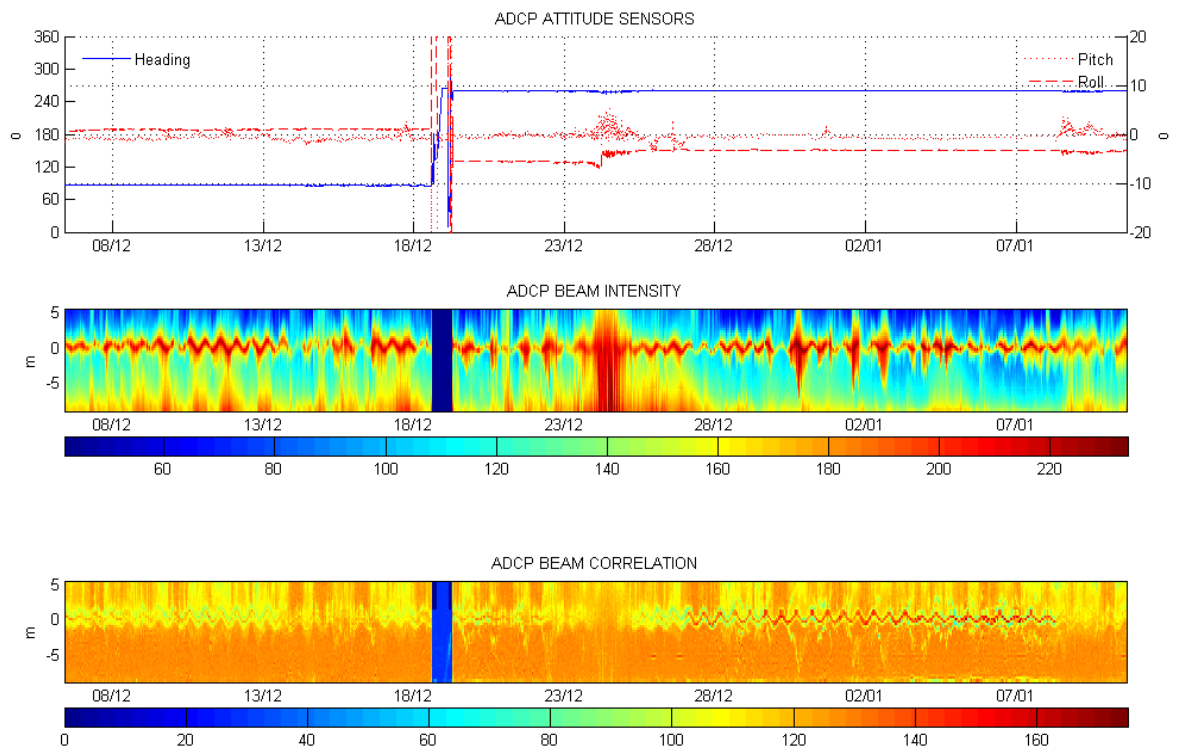 ADCP ATTITUDE SENSORS
360 20
Heading Pitch
300 Roll
240 10
o 180 0 o
120
60 -10
0 -20
08/12 13/12 18/12 23/12 28/12 02/01 07/01
ADCP BEAM INTENSITY
5
m 0
-5
08/12 13/12 18/12 23/12 28/12 02/01 07/01
60 80 100 120 140 160 180 200 220
ADCP BEAM CORRELATION
5
m 0
-5
08/12 13/12 18/12 23/12 28/12 02/01 07/01
0 20 40 60 80 100 120 140 160